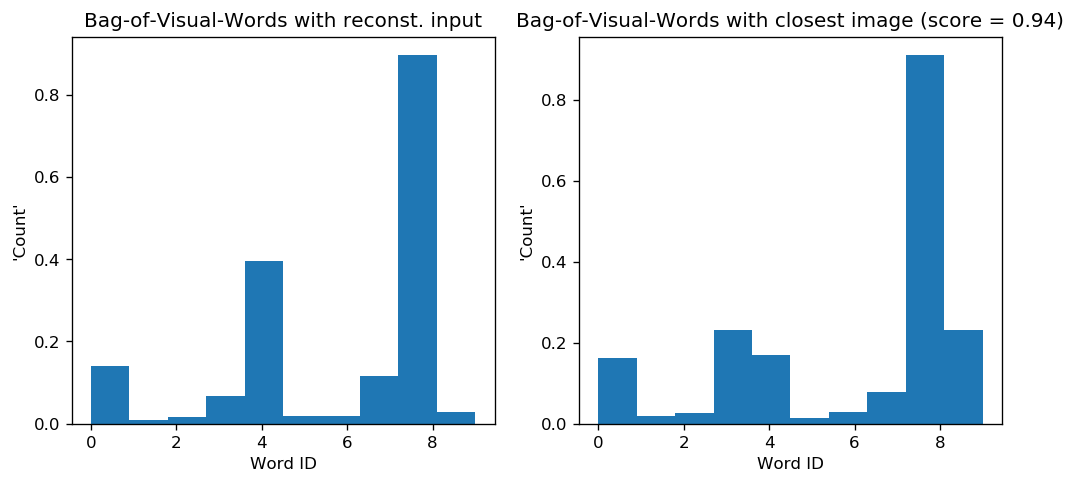 Bag-of-Visual-Words with reconst. input
'Count'
0.8
0.6
0.4
0.2
0.0
0 2 4 6 8
Word ID
Bag-of-Visual-Words with closest image (score = 0.94)
'Count'
0.8
0.6
0.4
0.2
0.0
0 2 4 6 8
Word ID